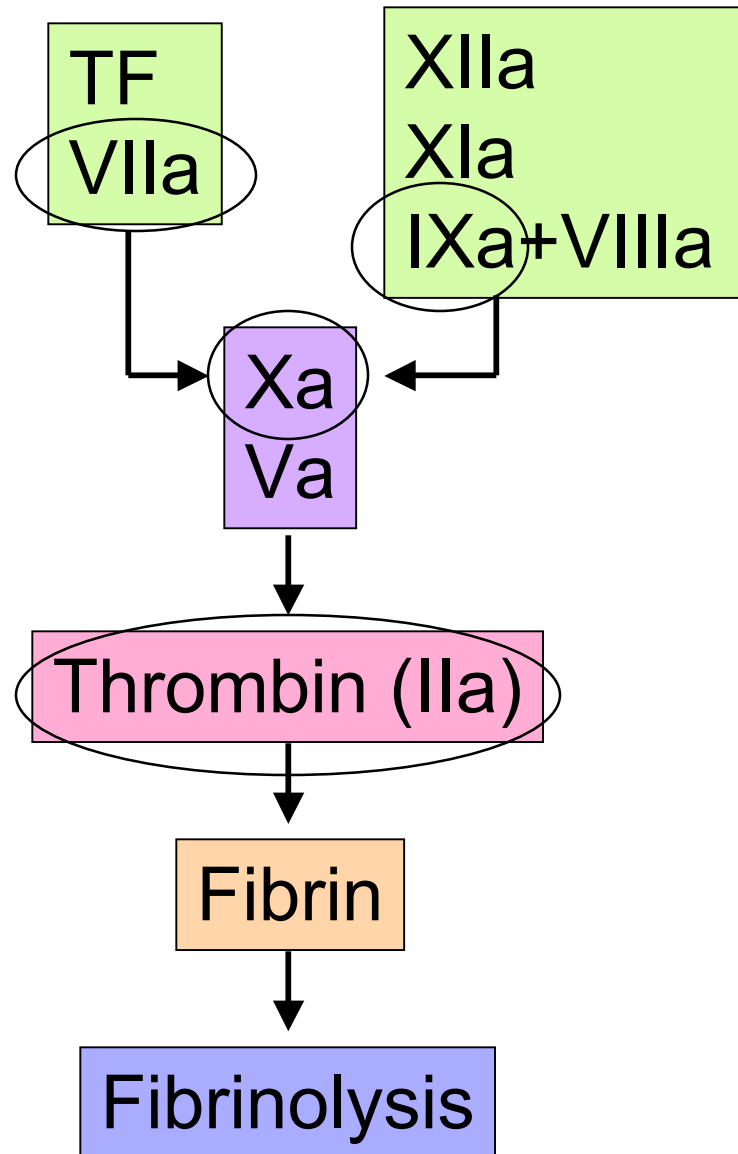 TF
VIIa
XIIa
XIa
IXa+VIIIa
Xa
Va
Thrombin (IIa)
Fibrin
Fibrinolysis